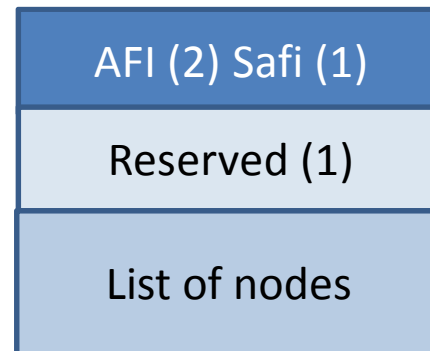 AFI (2) Safi (1)
Reserved (1)
List of nodes